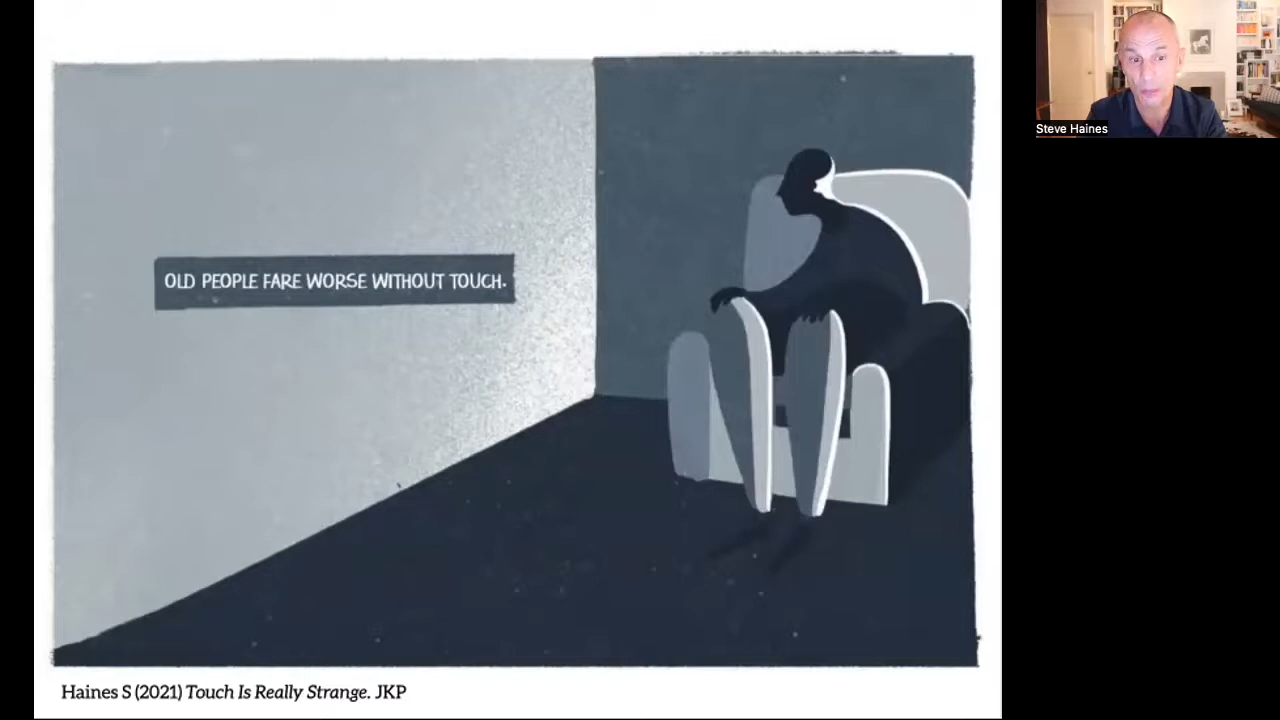 OLD PEOPLE FARE WORSE WITHOUT TOUCH.
Haines S (2021) Touch Is Really Strange. JKP
Steve Haines